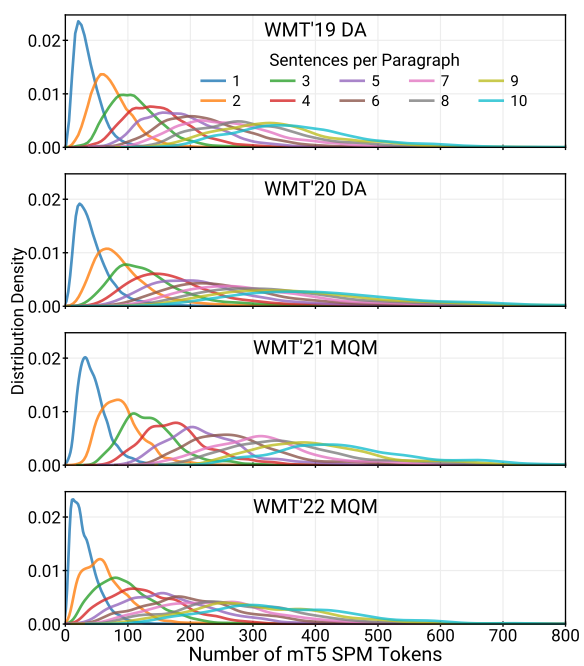 WMT'19 DA
Sentences per Paragraph
1 3 5 7 9
2 4 6 8 10
0.02
0.01
0.00
WMT'20 DA
0.02
0.01
0.00
Distribution Density
WMT'21 MQM
0.02
0.01
0.00
WMT'22 MQM
0.02
0.01
0.00
0 100 200 300 400 500 600 700 800
Number of mT5 SPM Tokens